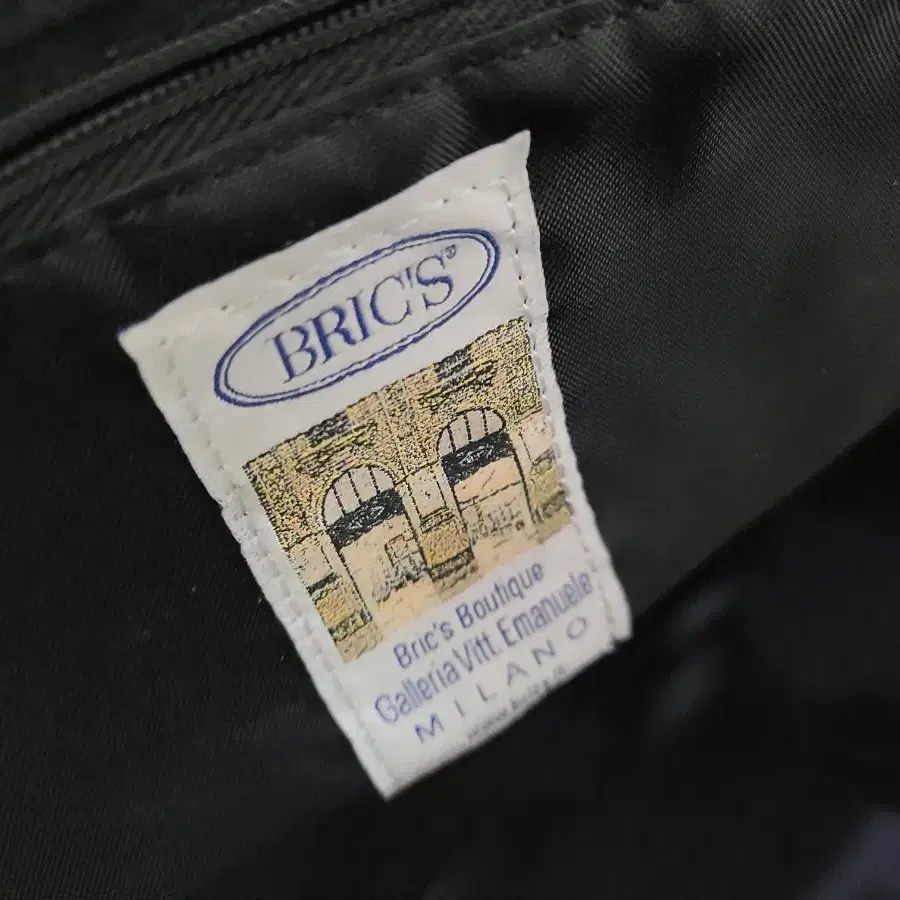 BRIC'S®
Bric's Boutique
Galleria Vitt. Emanuele
MILANO